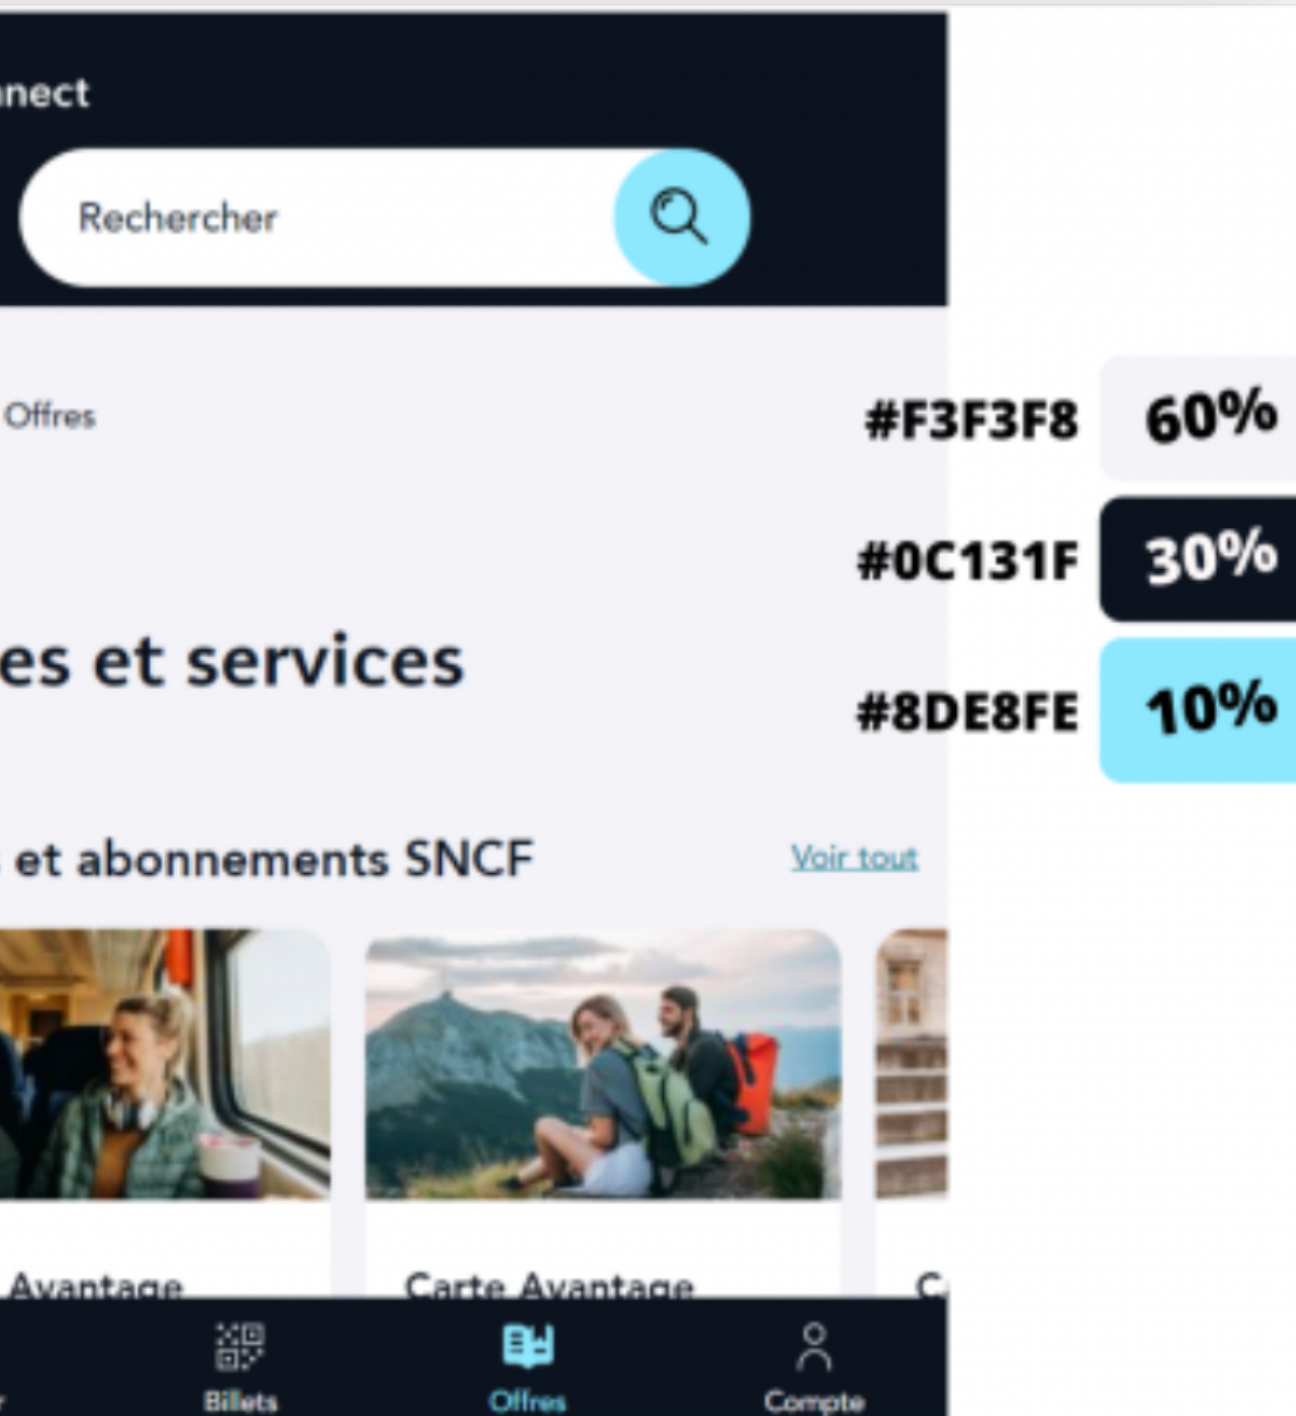 nnect
Rechercher
Offres
#F3F3F8 60%
#0C131F 30%
es et services
#8DE8FE 10%
s et abonnements SNCF Voir tout
Avantage Carte Avantage C
r Billets Offres Compte